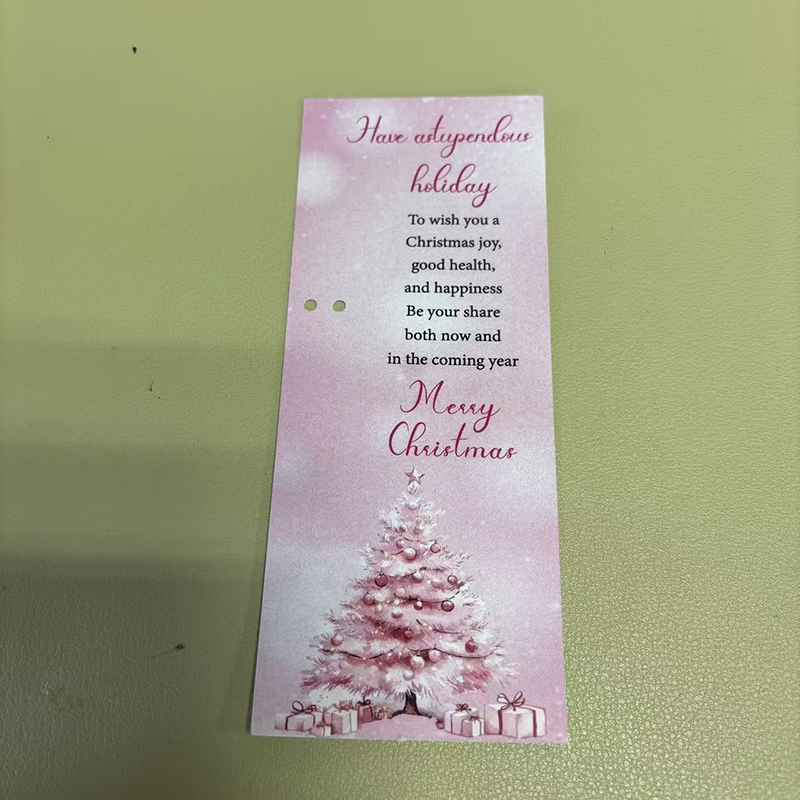 Have astupendous
holiday
To wish you a
Christmas joy,
good health,
and happiness
Be your share
both now and
in the coming year
Merry
Christmas